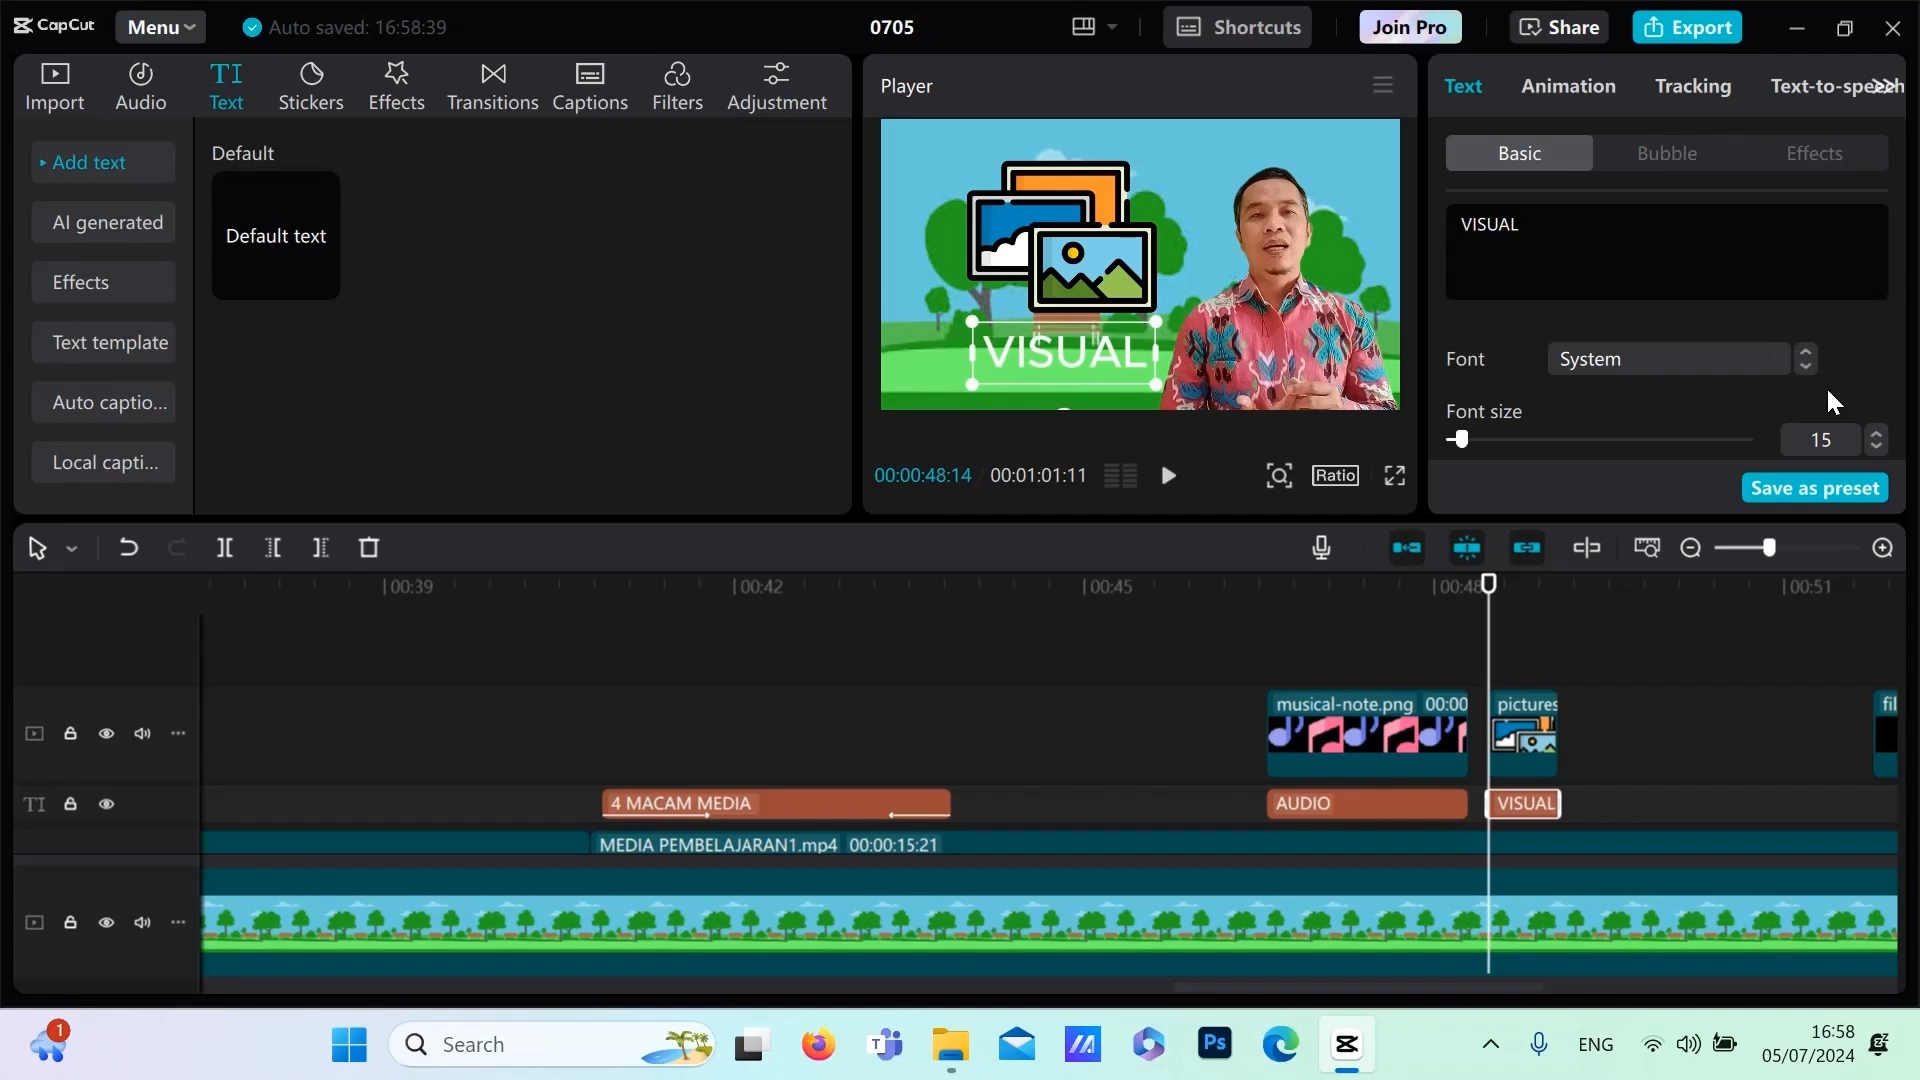 CapCut Menu Auto saved: 16:58:39 0705 Shortcuts Join Pro Share Export
Import Audio TI Text Stickers Effects Transitions Captions Filters Adjustment
Add text
AI generated
Effects
Text template
Auto captio...
Local capti...
Default
Default text
Player
VISUAL
00:00:48:14 / 00:01:01:11 Ratio
Text Animation Tracking Text-to-speech
Basic Bubble Effects
VISUAL
Font System
Font size
15
Save as preset
00:39 00:42 00:45 00:48 00:51
musical-note.png 00:00 pictures fil
TI 4 MACAM MEDIA AUDIO VISUAL
MEDIA PEMBELAJARAN1.mp4 00:00:15:21
1 Search Ps ENG 16:58
05/07/2024